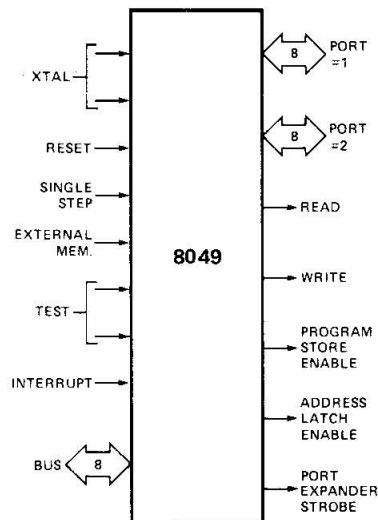 XTAL
RESET
SINGLE
STEP
EXTERNAL
MEM.
TEST
INTERRUPT
BUS
8
8049
8
PORT
=1
8
PORT
=2
READ
WRITE
PROGRAM
STORE
ENABLE
ADDRESS
LATCH
ENABLE
PORT
EXPANDER
STROBE